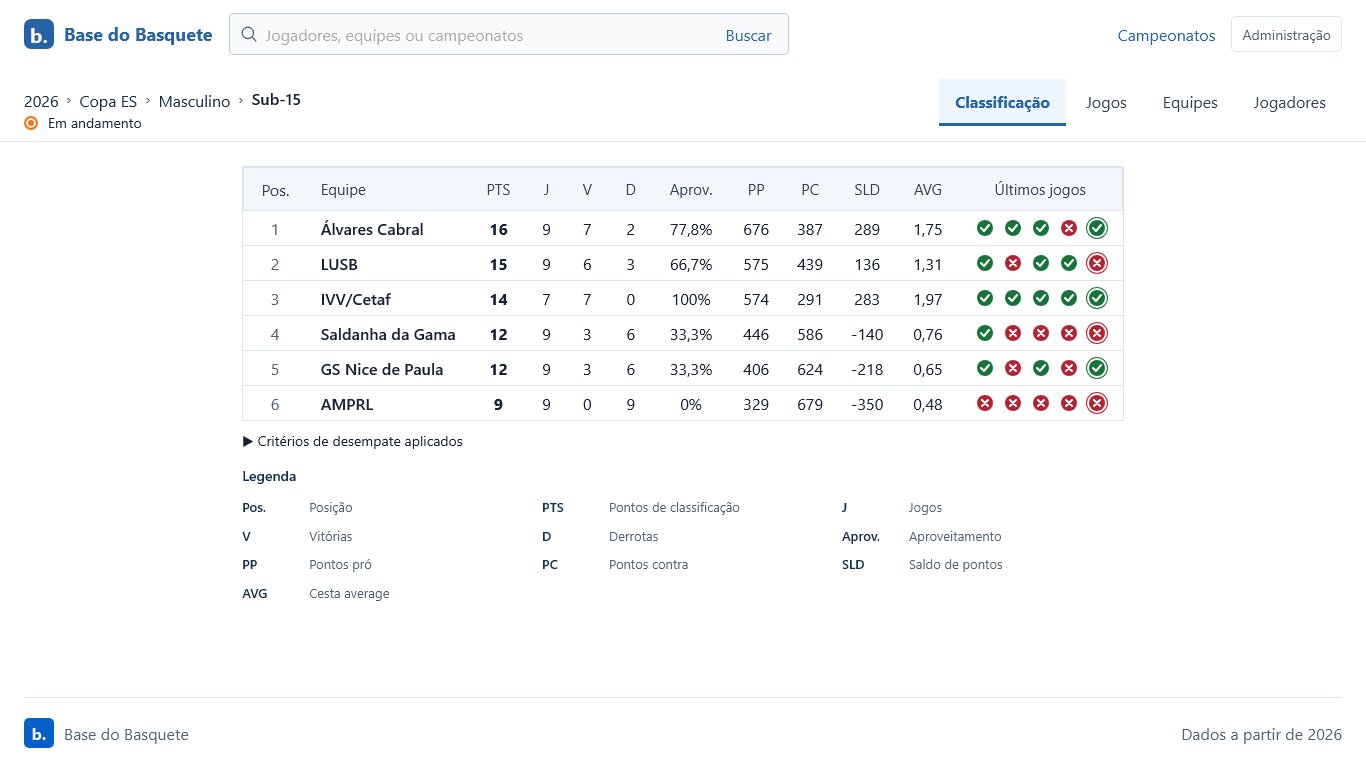 b. Base do Basquete
Jogadores, equipes ou campeonatos Buscar
Campeonatos Administração
2026 › Copa ES › Masculino › Sub-15
Em andamento
Classificação Jogos Equipes Jogadores
Pos. Equipe PTS J V D Aprov. PP PC SLD AVG Últimos jogos
1 Álvares Cabral 16 9 7 2 77,8% 676 387 289 1,75
2 LUSB 15 9 6 3 66,7% 575 439 136 1,31
3 IVV/Cetaf 14 7 7 0 100% 574 291 283 1,97
4 Saldanha da Gama 12 9 3 6 33,3% 446 586 -140 0,76
5 GS Nice de Paula 12 9 3 6 33,3% 406 624 -218 0,65
6 AMPRL 9 9 0 9 0% 329 679 -350 0,48
▶ Critérios de desempate aplicados
Legenda
Pos. Posição PTS Pontos de classificação J Jogos
V Vitórias D Derrotas Aprov. Aproveitamento
PP Pontos pró PC Pontos contra SLD Saldo de pontos
AVG Cesta average
b. Base do Basquete Dados a partir de 2026